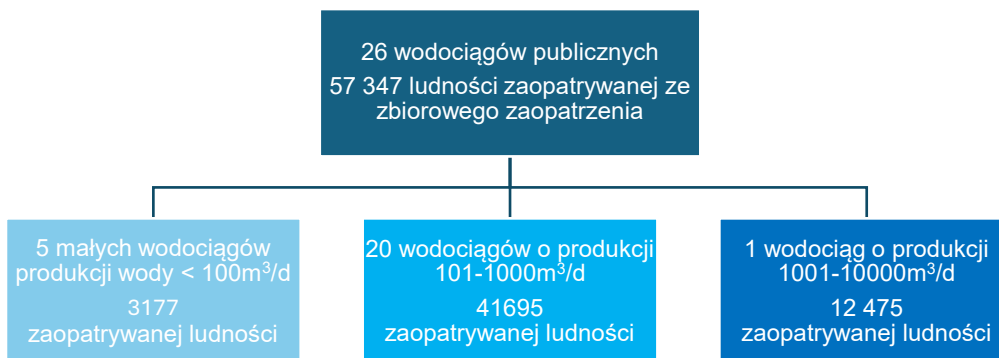 26 wodociągów publicznych
57 347 ludności zaopatrywanej ze
zbiorowego zaopatrzenia
5 małych wodociągów
produkcji wody < 100m³/d
3177
zaopatrywanej ludności
20 wodociągów o produkcji
101-1000m³/d
41695
zaopatrywanej ludności
1 wodociąg o produkcji
1001-10000m³/d
12 475
zaopatrywanej ludności